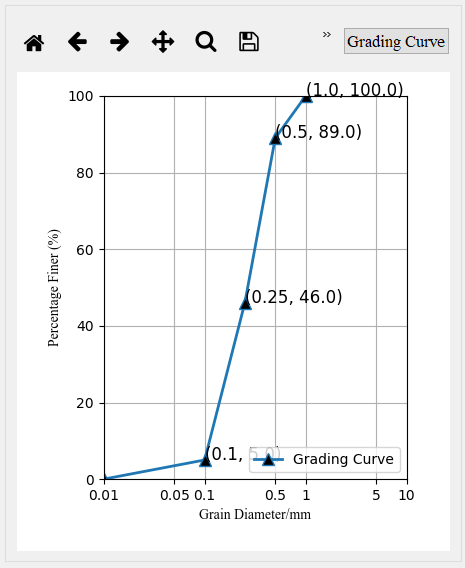 » Grading Curve
(1.0, 100.0)
100
(0.5, 89.0)
80
60
Percentage Finer (%)
(0.25, 46.0)
40
20
(0.1, 5.0)
Grading Curve
0
0.01 0.05 0.1 0.5 1 5 10
Grain Diameter/mm